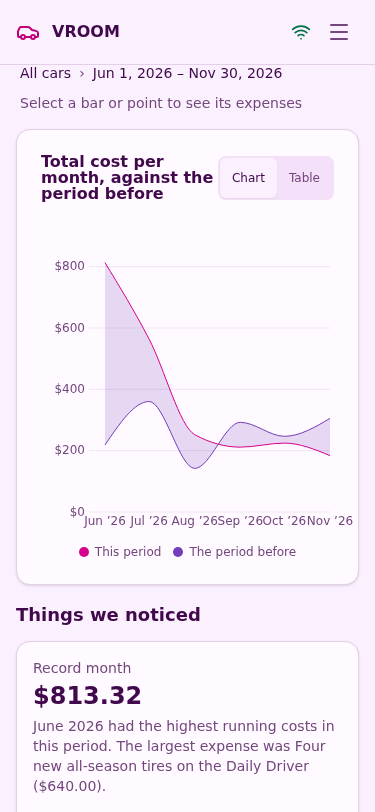 VROOM
All cars › Jun 1, 2026 – Nov 30, 2026
Select a bar or point to see its expenses
Total cost per
month, against the
period before
Chart
Table
$800
$600
$400
$200
$0
Jun ’26 Jul ’26 Aug ’26 Sep ’26 Oct ’26 Nov ’26
This period
The period before
Things we noticed
Record month
$813.32
June 2026 had the highest running costs in
this period. The largest expense was Four
new all-season tires on the Daily Driver
($640.00).